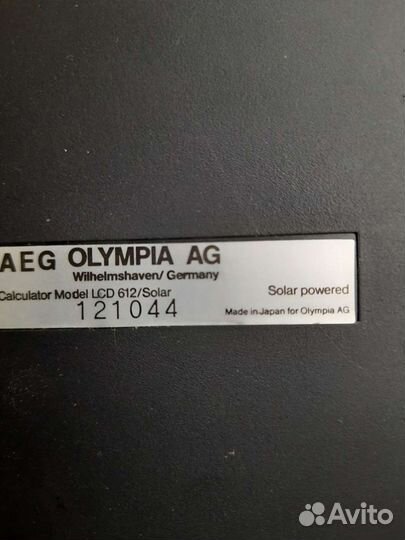 AEG OLYMPIA AG
Wilhelmshaven/ Germany
Calculator Model LCD 612/Solar
Solar powered
121044
Made in Japan for Olympia AG
Avito